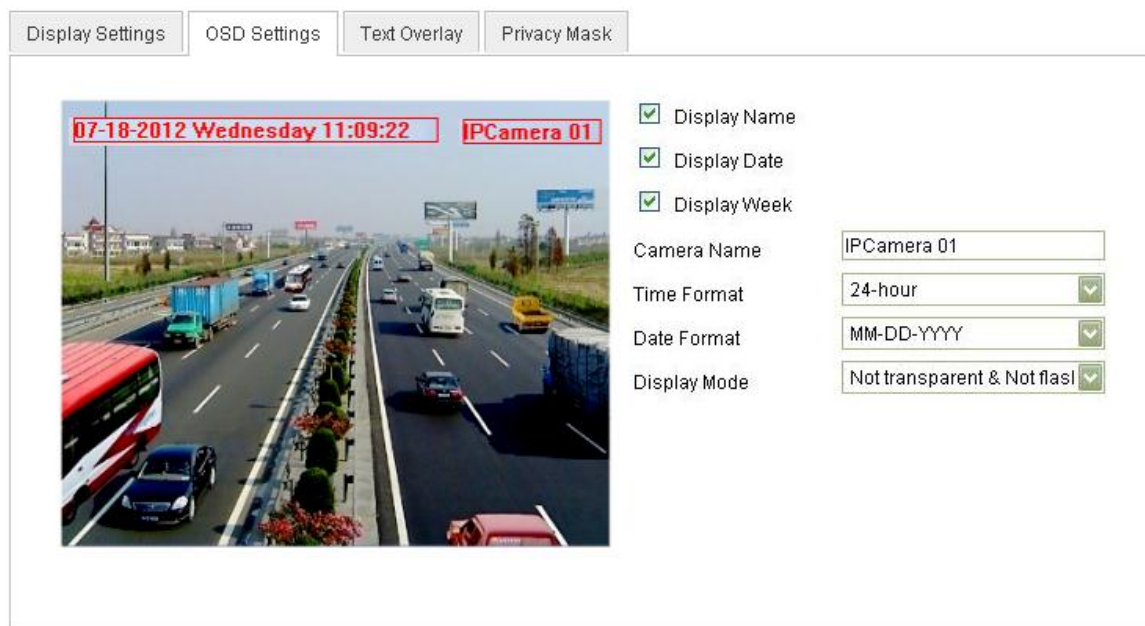 Display Settings
OSD Settings
Text Overlay
Privacy Mask
07-18-2012 Wednesday 11:09:22
IPCamera 01
Display Name
Display Date
Display Week
Camera Name
IPCamera 01
Time Format
24-hour
Date Format
MM-DD-YYYY
Display Mode
Not transparent & Not flasl